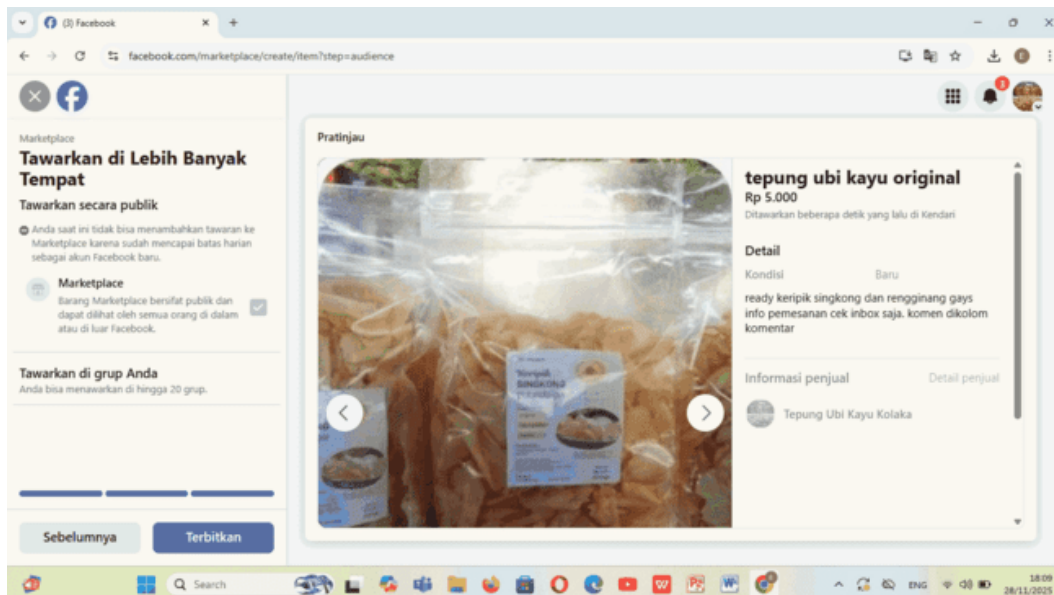 (3) Facebook
facebook.com/marketplace/create/item?step=audience
3
Marketplace
Tawarkan di Lebih Banyak
Tempat
Tawarkan secara publik
Anda saat ini tidak bisa menambahkan tawaran ke
Marketplace karena sudah mencapai batas harian
sebagai akun Facebook baru.
Marketplace
Barang Marketplace bersifat publik dan
dapat dilihat oleh semua orang di dalam
atau di luar Facebook.
Tawarkan di grup Anda
Anda bisa menawarkan di hingga 20 grup.
Sebelumnya
Terbitkan
Pratinjau
Keripik
SINGKONG
tepung ubi kayu original
Rp 5.000
Ditawarkan beberapa detik yang lalu di Kendari
Detail
Kondisi Baru
ready keripik singkong dan rengginang gays
info pemesanan cek inbox saja. komen dikolom
komentar
Informasi penjual Detail penjual
Tepung Ubi Kayu Kolaka
Search
ENG
18:09
28/11/2025